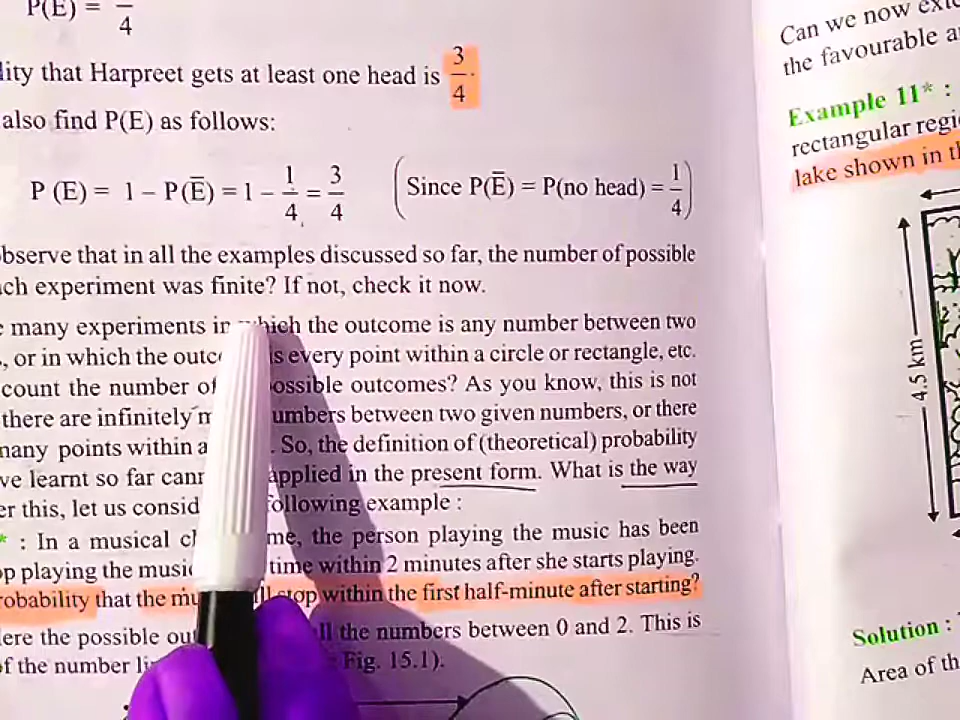 P(E) = 
4
lity that Harpreet gets at least one head is 3/4.
also find P(E) as follows:
P (E) = 1 – P(E̅) = 1 – 1/4 = 3/4 (Since P(E̅) = P(no head) = 1/4)
bserve that in all the examples discussed so far, the number of possible
ch experiment was finite? If not, check it now.
many experiments in which the outcome is any number between two
, or in which the outc s every point within a circle or rectangle, etc.
count the number of ossible outcomes? As you know, this is not
there are infinitely m umbers between two given numbers, or there
many points within a . So, the definition of (theoretical) probability
ve learnt so far cann applied in the present form. What is the way
er this, let us consid ollowing example :
* : In a musical c me, the person playing the music has been
op playing the music time within 2 minutes after she starts playing.
robability that the mu ll stop within the first half-minute after starting?
ere the possible out ll the numbers between 0 and 2. This is
of the number li Fig. 15.1).
Can we now exte
the favourable a
Example 11* :
rectangular regi
lake shown in th
4.5 km
Solution :
Area of th